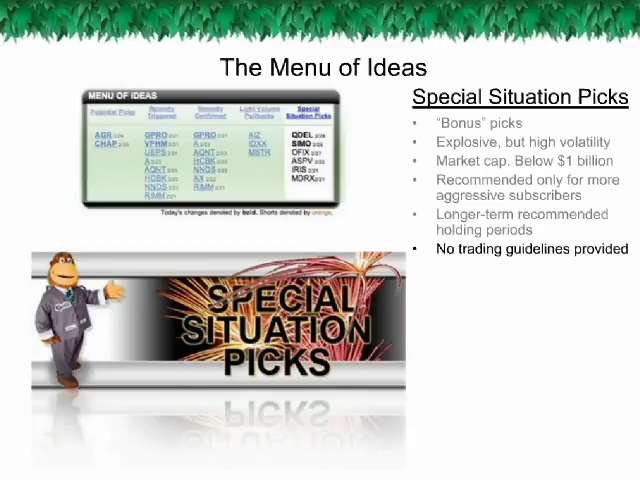 The Menu of Ideas
MENU OF IDEAS
Potential Picks
Recently Triggered
Recently Confirmed
Light Volume Pullbacks
Special Situation Picks
AGR
CHAP
GPRO
VPHM
UEPS
A
AQNT
HCBK
NNDS
RIMM
GPRO
A
AQNT
HCBK
AX
RIMM
AIZ
IDXX
MSTR
QDEL
SIMO
OFIX
ASPV
IRIS
MDRX
Today's changes denoted by bold. Shorts denoted by orange.
Special Situation Picks
• "Bonus" picks
• Explosive, but high volatility
• Market cap. Below $1 billion
• Recommended only for more
aggressive subscribers
• Longer-term recommended
holding periods
• No trading guidelines provided
SPECIAL
SITUATION
PICKS